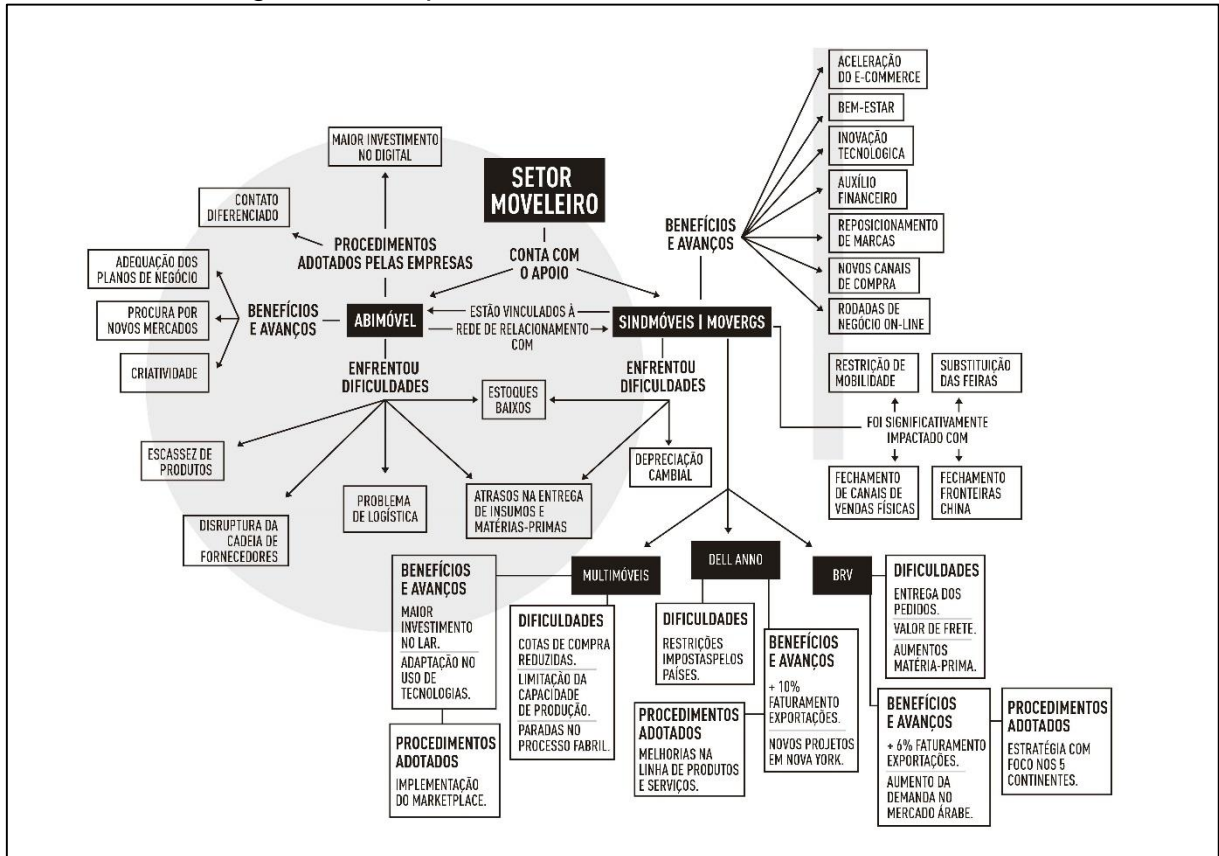 SETOR
MOVELEIRO
CONTA COM
O APOIO
MAIOR INVESTIMENTO
NO DIGITAL
CONTATO
DIFERENCIADO
PROCEDIMENTOS
ADOTADOS PELAS EMPRESAS
ADEQUAÇÃO DOS
PLANOS DE NEGÓCIO
PROCURA POR
NOVOS MERCADOS
CRIATIVIDADE
BENEFÍCIOS
E AVANÇOS
ABIMÓVEL
ESTÃO VINCULADOS À
REDE DE RELACIONAMENTO
COM
SINDMÓVEIS | MOVERGS
BENEFÍCIOS
E AVANÇOS
ACELERAÇÃO
DO E-COMMERCE
BEM-ESTAR
INOVAÇÃO
TECNOLOGICA
AUXÍLIO
FINANCEIRO
REPOSICIONAMENTO
DE MARCAS
NOVOS CANAIS
DE COMPRA
RODADAS DE
NEGÓCIO ON-LINE
ENFRENTOU
DIFICULDADES
ENFRENTOU
DIFICULDADES
ESTOQUES
BAIXOS
ESCASSEZ DE
PRODUTOS
DISRUPTURA DA
CADEIA DE
FORNECEDORES
PROBLEMA
DE LOGÍSTICA
ATRASOS NA ENTREGA
DE INSUMOS E
MATÉRIAS-PRIMAS
DEPRECIAÇÃO
CAMBIAL
RESTRIÇÃO DE
MOBILIDADE
SUBSTITUIÇÃO
DAS FEIRAS
FOI SIGNIFICATIVAMENTE
IMPACTADO COM
FECHAMENTO
DE CANAIS DE
VENDAS FÍSICAS
FECHAMENTO
FRONTEIRAS
CHINA
MULTIMÓVEIS
BENEFÍCIOS
E AVANÇOS
MAIOR
INVESTIMENTO
NO LAR.
ADAPTAÇÃO NO
USO DE
TECNOLOGIAS.
PROCEDIMENTOS
ADOTADOS
IMPLEMENTAÇÃO
DO MARKETPLACE.
DIFICULDADES
COTAS DE COMPRA
REDUZIDAS.
LIMITAÇÃO DA
CAPACIDADE
DE PRODUÇÃO.
PARADAS NO
PROCESSO FABRIL.
DELL ANNO
DIFICULDADES
RESTRIÇÕES
IMPOSTASPELOS
PAÍSES.
BENEFÍCIOS
E AVANÇOS
+ 10%
FATURAMENTO
EXPORTAÇÕES.
NOVOS PROJETOS
EM NOVA YORK.
PROCEDIMENTOS
ADOTADOS
MELHORIAS NA
LINHA DE PRODUTOS
E SERVIÇOS.
BRV
DIFICULDADES
ENTREGA DOS
PEDIDOS.
VALOR DE FRETE.
AUMENTOS
MATÉRIA-PRIMA.
BENEFÍCIOS
E AVANÇOS
+ 6% FATURAMENTO
EXPORTAÇÕES.
AUMENTO DA
DEMANDA NO
MERCADO ÁRABE.
PROCEDIMENTOS
ADOTADOS
ESTRATÉGIA COM
FOCO NOS 5
CONTINENTES.